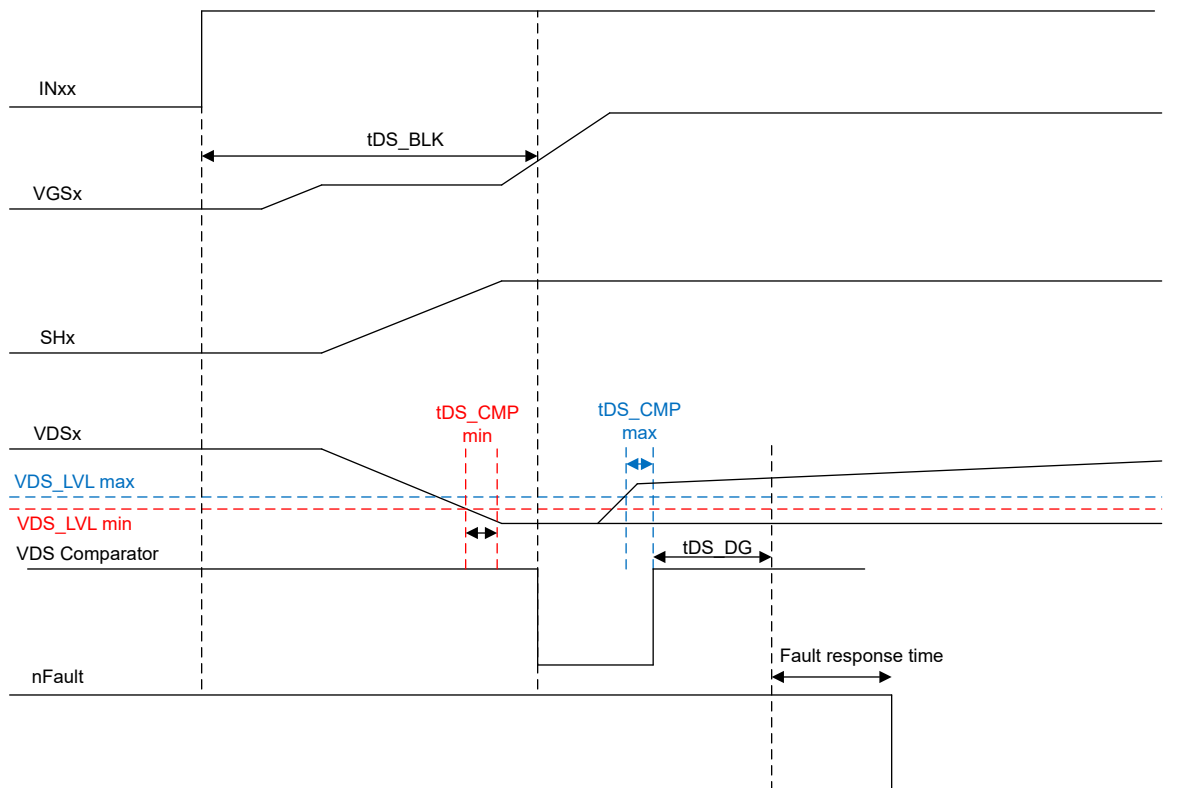 INxx
tDS_BLK
VGSx
SHx
tDS_CMP
min
tDS_CMP
max
VDSx
VDS_LVL max
VDS_LVL min
VDS Comparator
tDS_DG
Fault response time
nFault